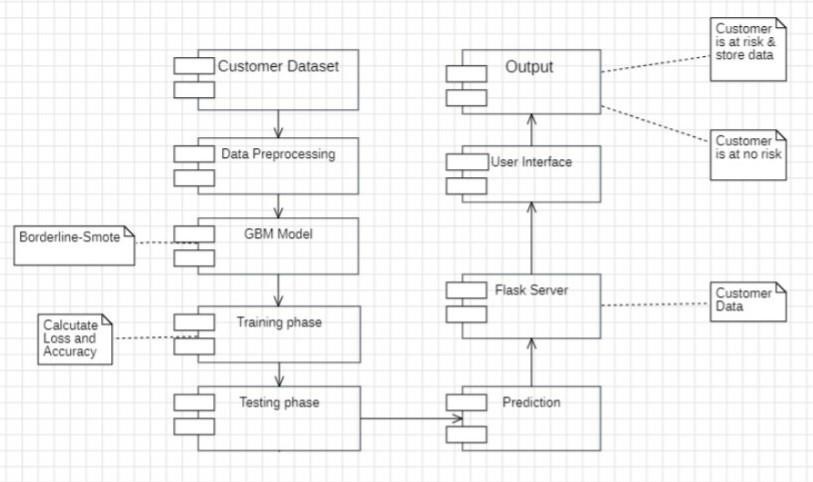 Customer Dataset
Data Preprocessing
GBM Model
Borderline-Smote
Training phase
Calcutate
Loss and
Accuracy
Testing phase
Output
Customer
is at risk &
store data
Customer
is at no risk
User Interface
Flask Server
Customer
Data
Prediction